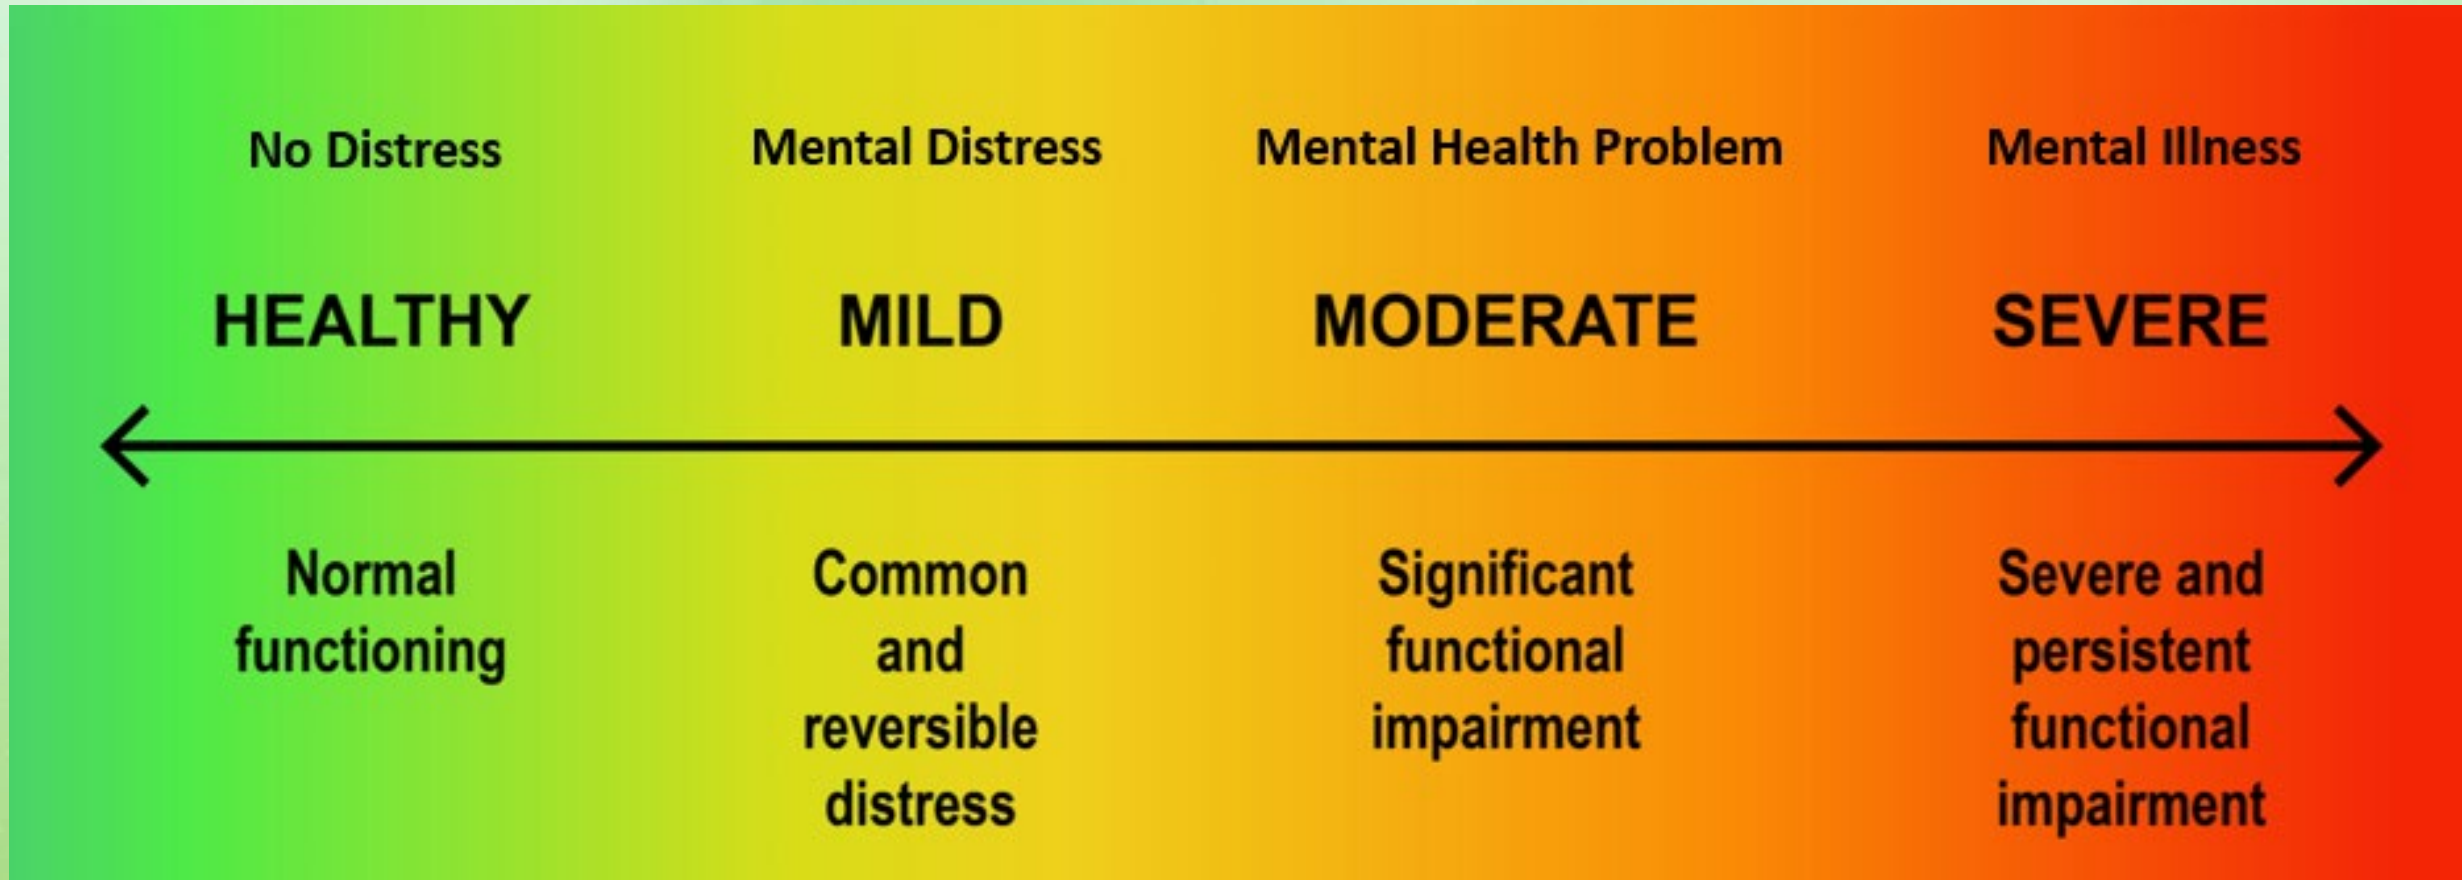 No Distress
Mental Distress
Mental Health Problem
Mental Illness
HEALTHY
MILD
MODERATE
SEVERE
Normal
functioning
Common
and
reversible
distress
Significant
functional
impairment
Severe and
persistent
functional
impairment